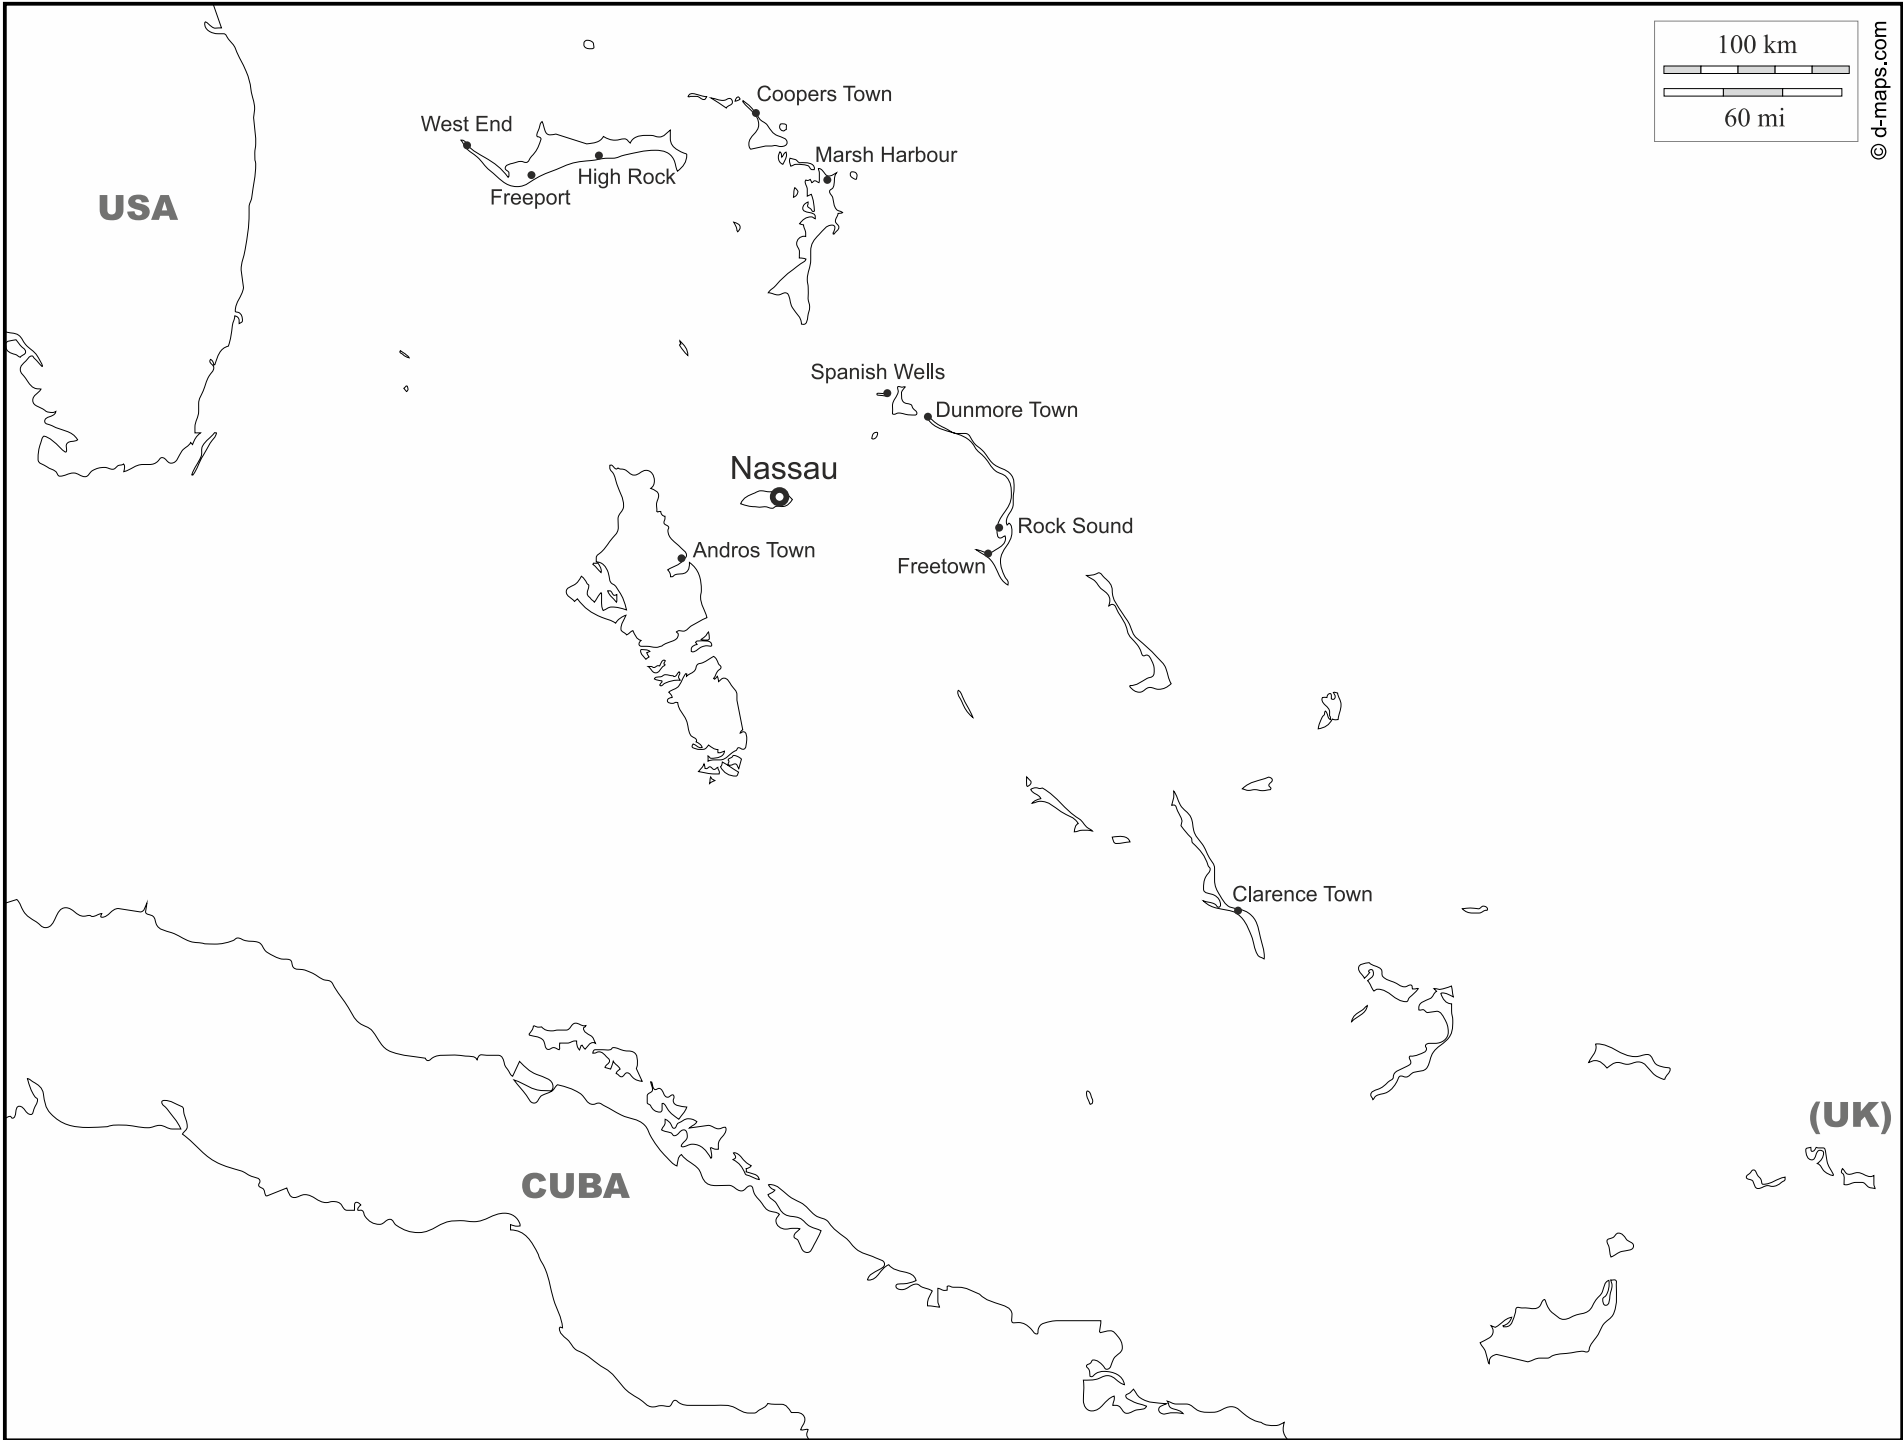 100 km
60 mi
© d-maps.com
Coopers Town
West End
Marsh Harbour
High Rock
Freeport
USA
Spanish Wells
Dunmore Town
Nassau
Rock Sound
Andros Town
Freetown
Clarence Town
(UK)
CUBA